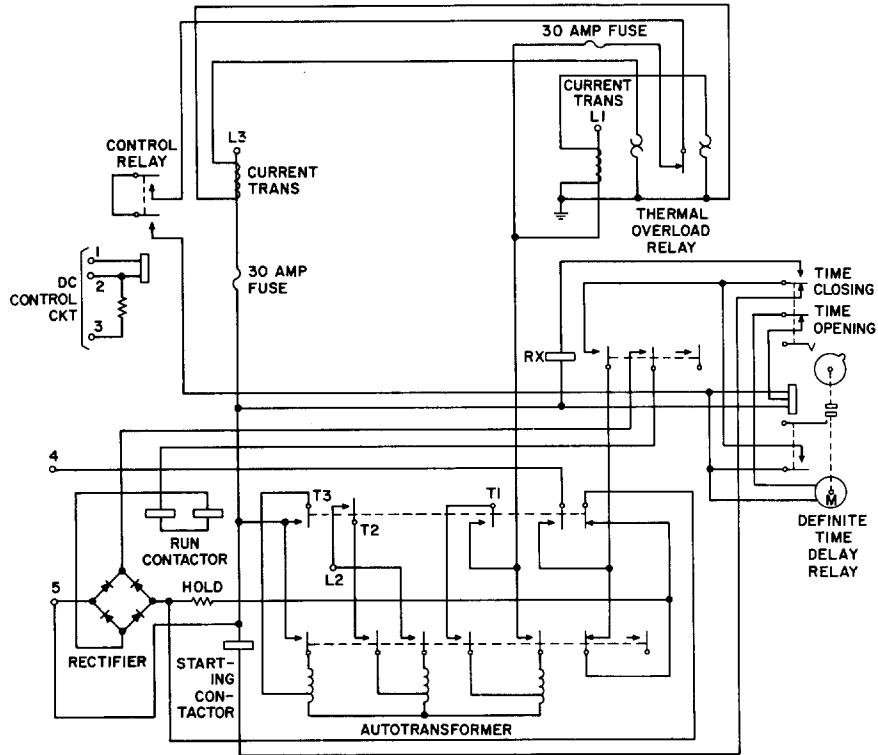 30 AMP FUSE
CURRENT
TRANS
L1
L3
CONTROL
RELAY
CURRENT
TRANS
THERMAL
OVERLOAD
RELAY
1
2
3
DC
CONTROL
CKT
30 AMP
FUSE
TIME
CLOSING
TIME
OPENING
RX
4
T3
T2
T1
L2
M
RUN
CONTACTOR
DEFINITE
TIME
DELAY
RELAY
5
HOLD
RECTIFIER
START-
ING
CON-
TACTOR
AUTOTRANSFORMER